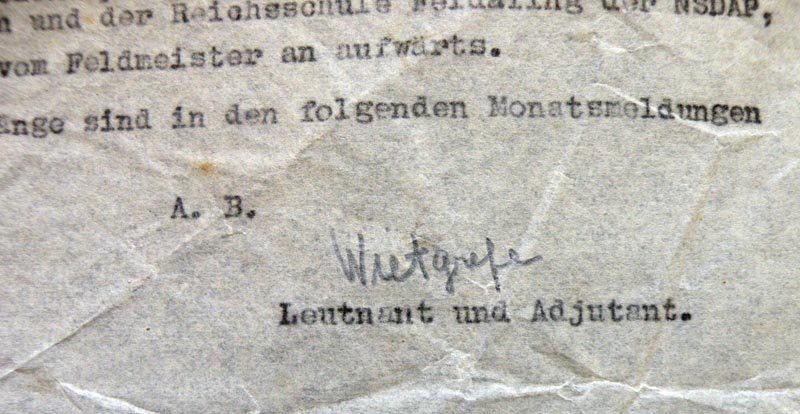 n und der Reichsschule Feldafing der NSDAP,
vom Feldmeister an aufwärts.
änge sind in den folgenden Monatsmeldungen
A. B.
Wietgrefe
Leutnant und Adjutant.